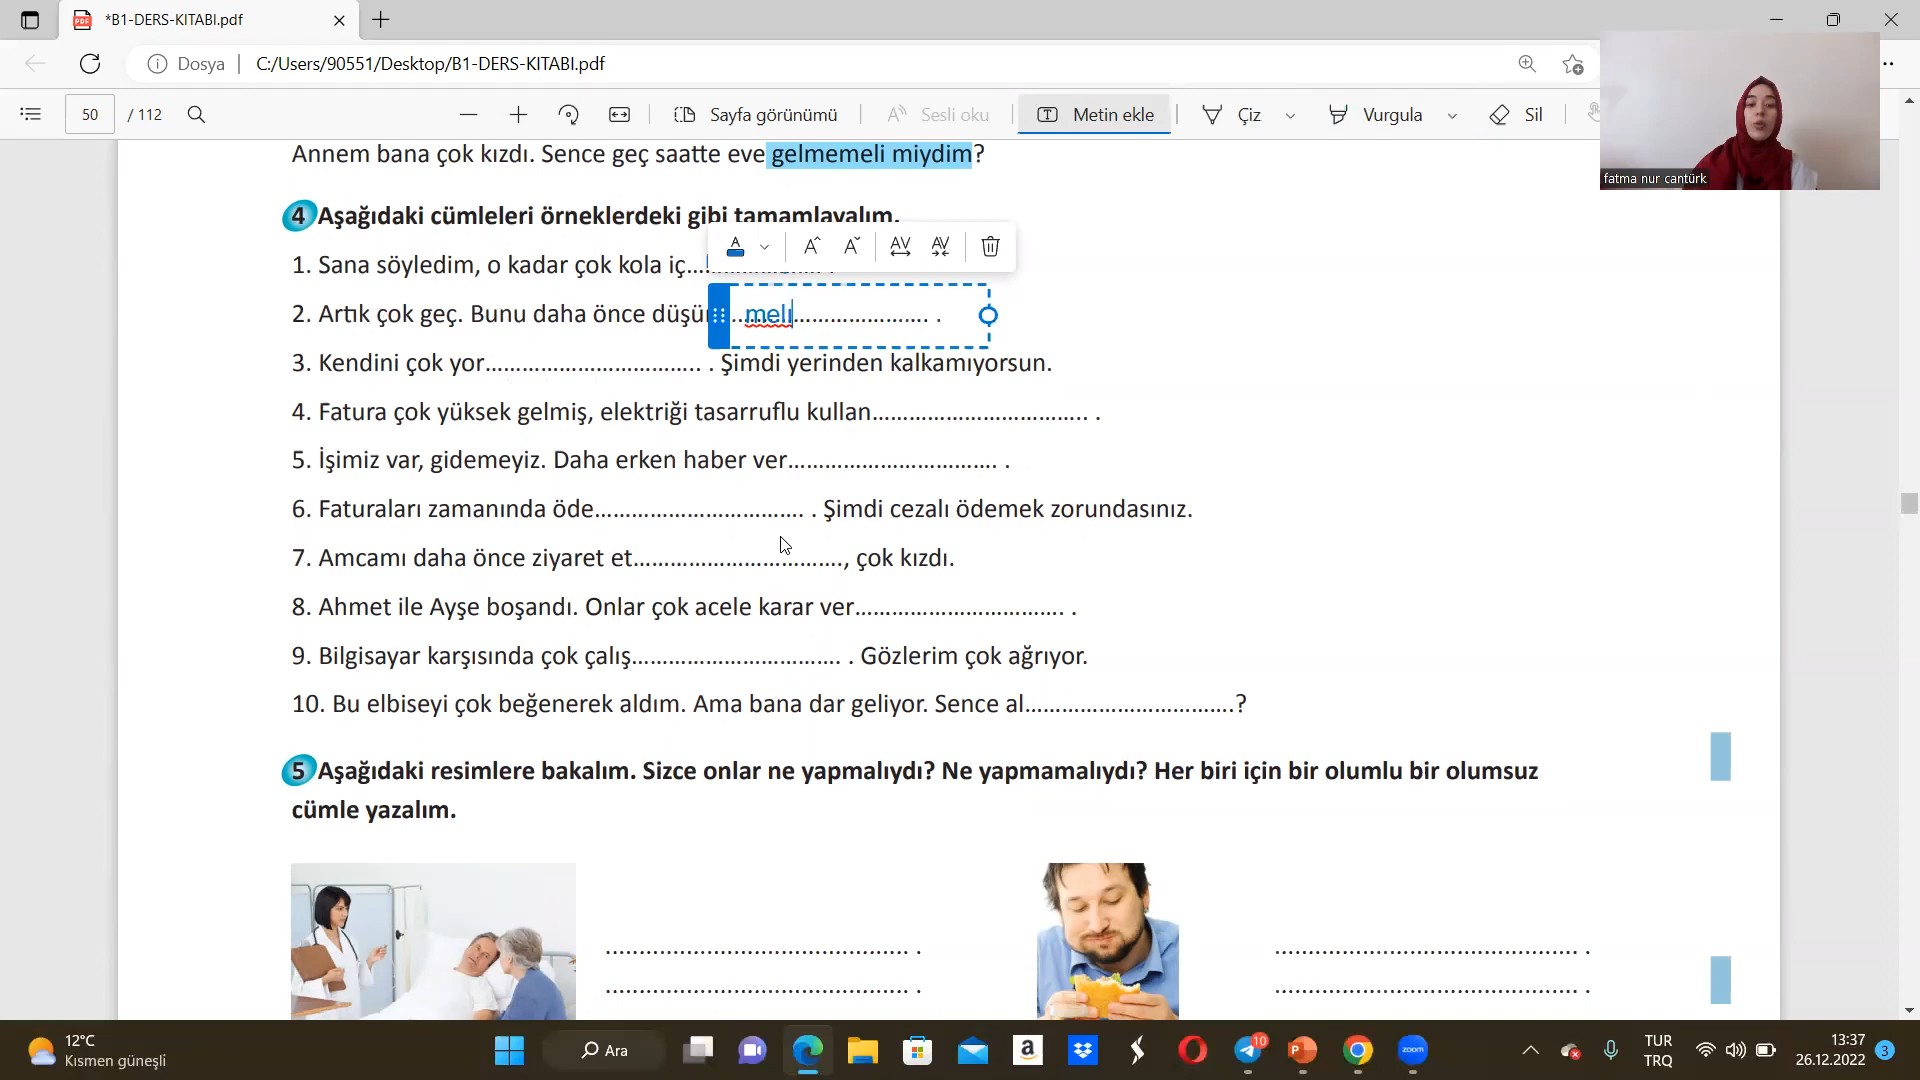 *B1-DERS-KITABI.pdf
Dosya C:/Users/90551/Desktop/B1-DERS-KITABI.pdf
50 / 112 Sayfa görünümü Sesli oku Metin ekle Çiz Vurgula Sil
fatma nur cantürk
Annem bana çok kızdı. Sence geç saatte eve gelmemeli miydim?
4 Aşağıdaki cümleleri örneklerdeki gibi tamamlayalım.
1. Sana söyledim, o kadar çok kola iç
2. Artık çok geç. Bunu daha önce düşün melı................................ .
3. Kendini çok yor.................................. . Şimdi yerinden kalkamıyorsun.
4. Fatura çok yüksek gelmiş, elektriği tasarruflu kullan.................................. .
5. İşimiz var, gidemeyiz. Daha erken haber ver.................................. .
6. Faturaları zamanında öde.................................. . Şimdi cezalı ödemek zorundasınız.
7. Amcamı daha önce ziyaret et.................................., çok kızdı.
8. Ahmet ile Ayşe boşandı. Onlar çok acele karar ver.................................. .
9. Bilgisayar karşısında çok çalış.................................. . Gözlerim çok ağrıyor.
10. Bu elbiseyi çok beğenerek aldım. Ama bana dar geliyor. Sence al..................................?
5 Aşağıdaki resimlere bakalım. Sizce onlar ne yapmalıydı? Ne yapmamalıydı? Her biri için bir olumlu bir olumsuz
cümle yazalım.
............................................. . ............................................. .
............................................. . ............................................. .
12°C
Kısmen güneşli
Ara
10
zoom
TUR
TRQ
13:37
26.12.2022
3